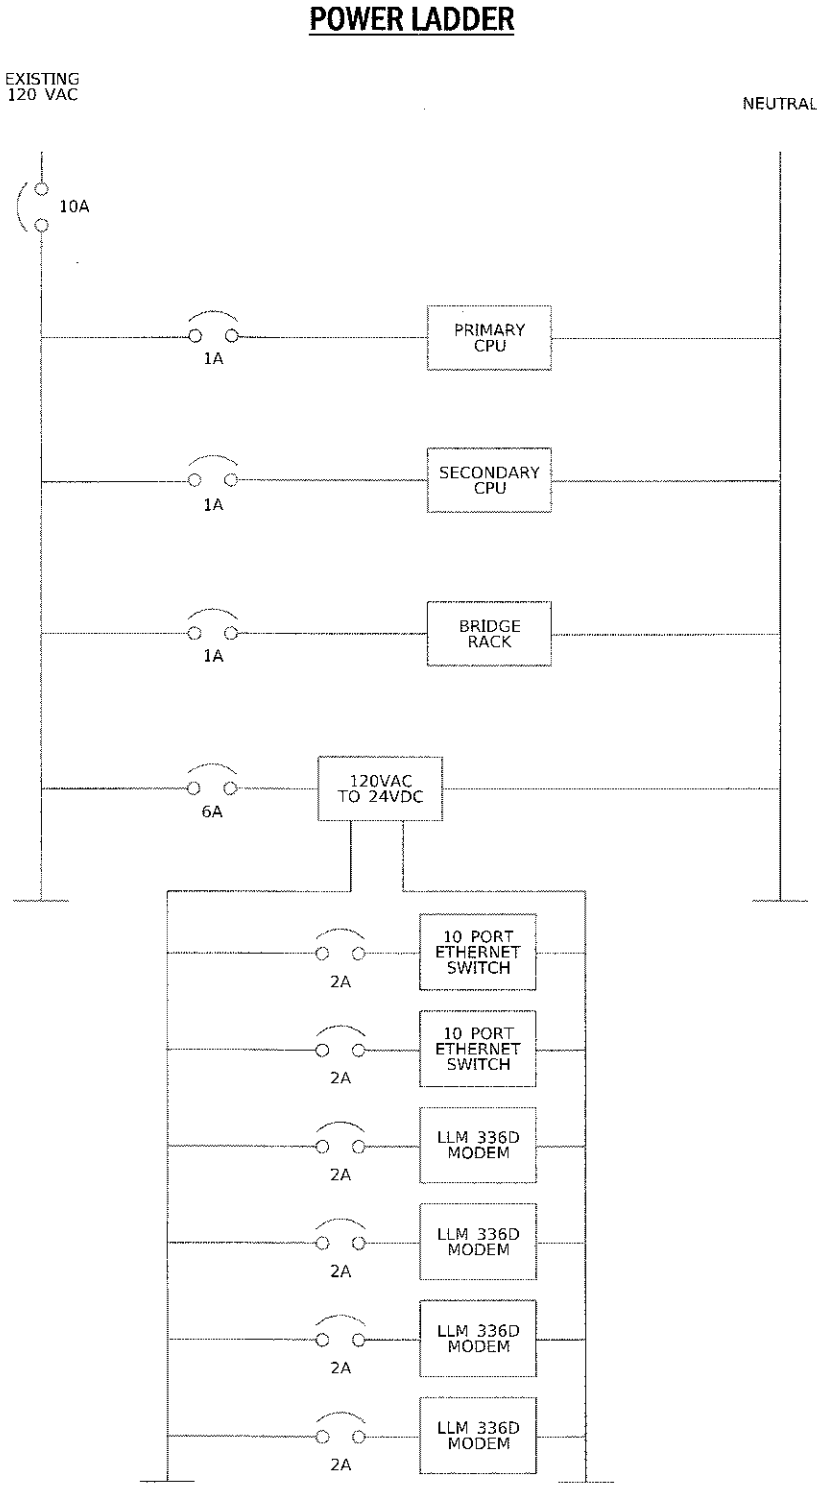 POWER LADDER
EXISTING
120 VAC
NEUTRAL
10A
PRIMARY
CPU
1A
SECONDARY
CPU
1A
BRIDGE
RACK
1A
120VAC
TO 24VDC
6A
10 PORT
ETHERNET
SWITCH
2A
10 PORT
ETHERNET
SWITCH
2A
LLM 336D
MODEM
2A
LLM 336D
MODEM
2A
LLM 336D
MODEM
2A
LLM 336D
MODEM
2A